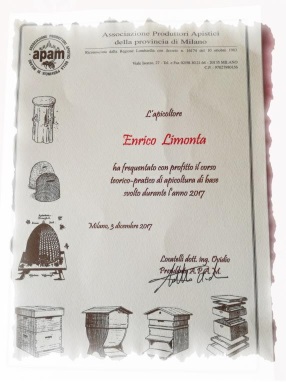 apam
Associazione Produttori Apistici
della provincia di Milano
L'apicoltore
Enrico Limonta
ha frequentato con profitto il corso
teorico-pratico di apicoltura di base
svolto durante l'anno 2017
Milano, 5 dicembre 2017
Locatelli dott. ing. Ovidio
A.P.A.M.